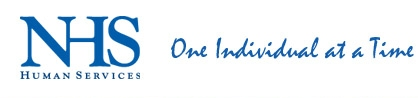 NHS
HUMAN SERVICES
One Individual at a Time